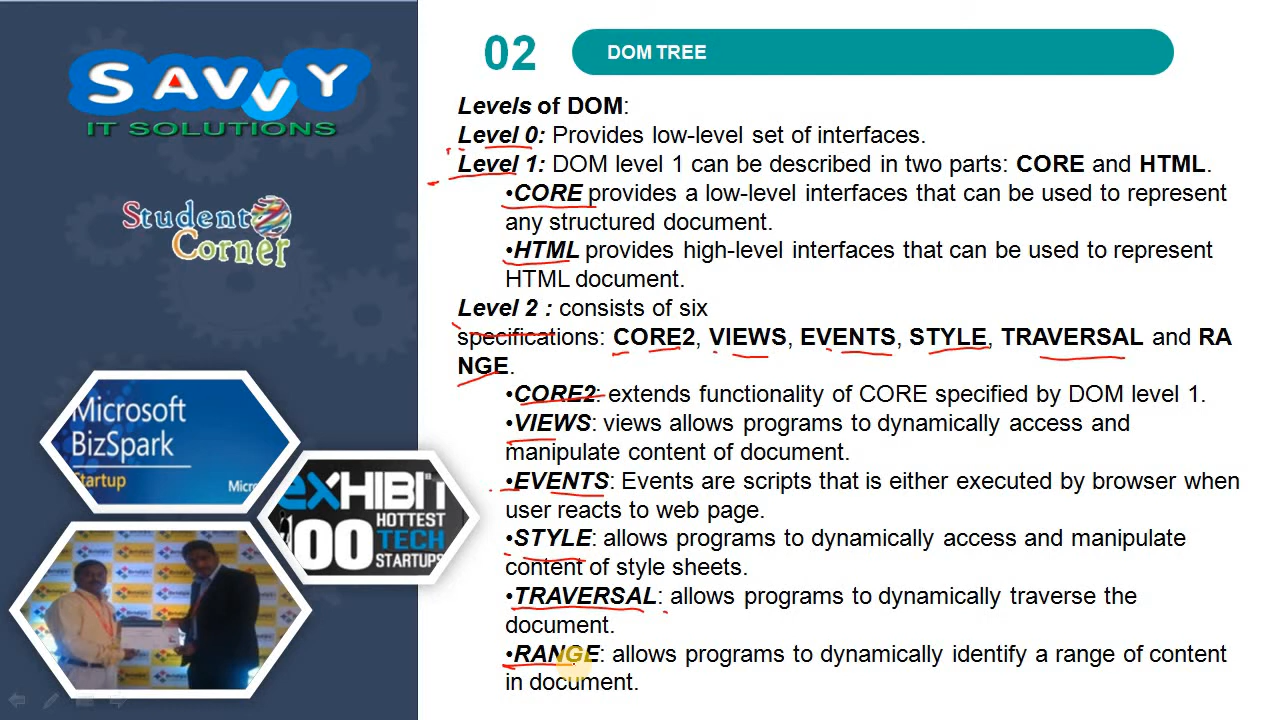 SAVVY
IT SOLUTIONS
Student
Corner
Microsoft
BizSpark
Startup
Micr
eXHIBIT
100 HOTTEST
TECH
STARTUPS
02
DOM TREE
Levels of DOM:
Level 0: Provides low-level set of interfaces.
Level 1: DOM level 1 can be described in two parts: CORE and HTML.
•CORE provides a low-level interfaces that can be used to represent
any structured document.
•HTML provides high-level interfaces that can be used to represent
HTML document.
Level 2 : consists of six
specifications: CORE2, VIEWS, EVENTS, STYLE, TRAVERSAL and RA
NGE.
•CORE2: extends functionality of CORE specified by DOM level 1.
•VIEWS: views allows programs to dynamically access and
manipulate content of document.
•EVENTS: Events are scripts that is either executed by browser when
user reacts to web page.
•STYLE: allows programs to dynamically access and manipulate
content of style sheets.
•TRAVERSAL: allows programs to dynamically traverse the
document.
•RANGE: allows programs to dynamically identify a range of content
in document.